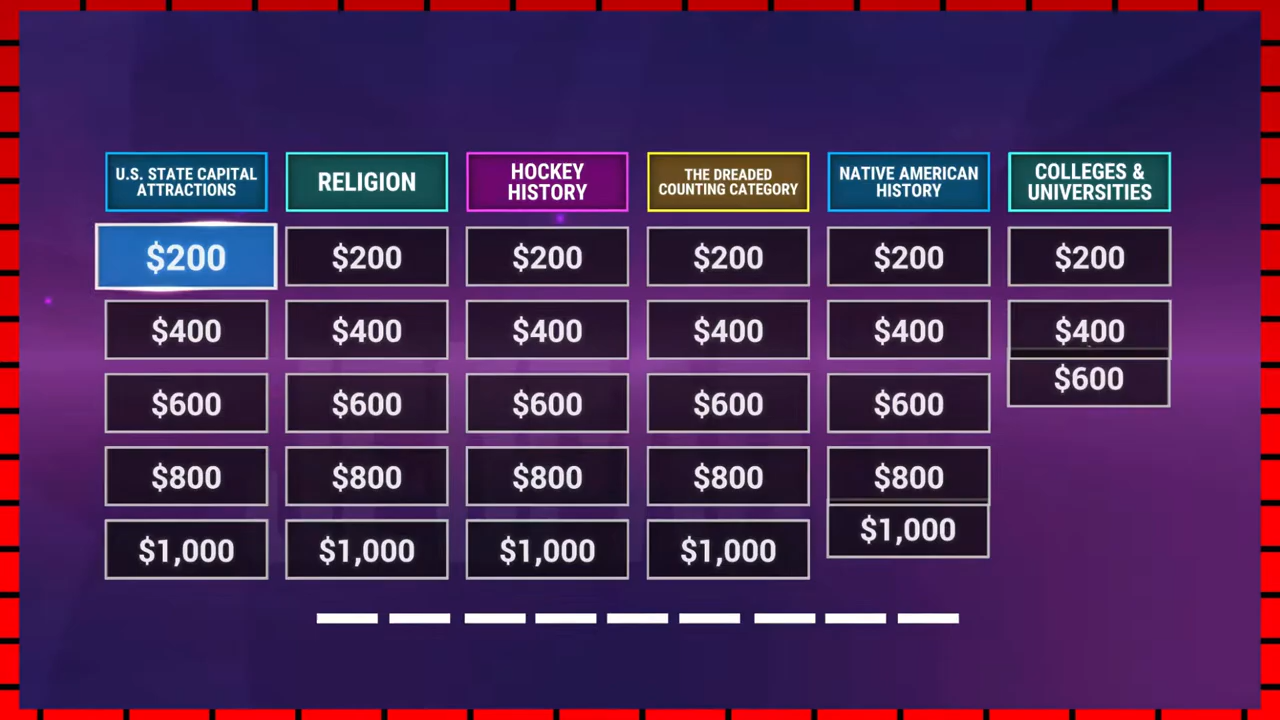 U.S. STATE CAPITAL
ATTRACTIONS
RELIGION
HOCKEY
HISTORY
THE DREADED
COUNTING CATEGORY
NATIVE AMERICAN
HISTORY
COLLEGES &
UNIVERSITIES
$200 $200 $200 $200 $200 $200
$400 $400 $400 $400 $400 $400
$600 $600 $600 $600 $600 $600
$800 $800 $800 $800 $800
$1,000 $1,000 $1,000 $1,000 $1,000